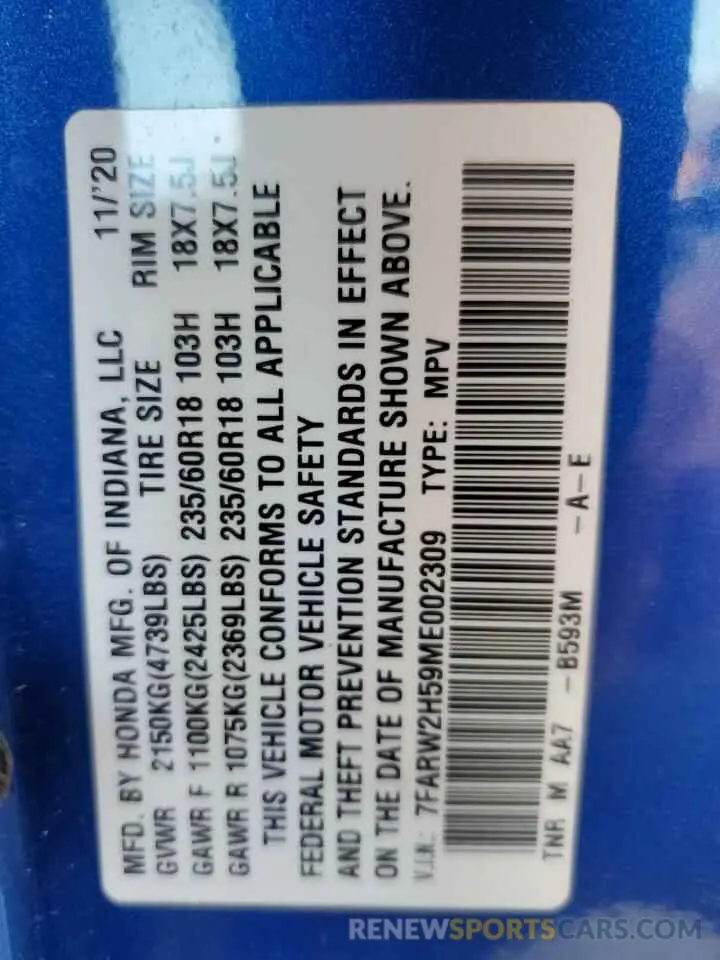 MFD. BY HONDA MFG. OF INDIANA, LLC 11/'20
GVWR 2150KG(4739LBS) TIRE SIZE RIM SIZE
GAWR F 1100KG(2425LBS) 235/60R18 103H 18X7.5J
GAWR R 1075KG(2369LBS) 235/60R18 103H 18X7.5J
THIS VEHICLE CONFORMS TO ALL APPLICABLE
FEDERAL MOTOR VEHICLE SAFETY
AND THEFT PREVENTION STANDARDS IN EFFECT
ON THE DATE OF MANUFACTURE SHOWN ABOVE.
V.I.N.: 7FARW2H59ME002309 TYPE: MPV
TNR M AA7 -B593M -A-E
RENEWSPORTSCARS.COM